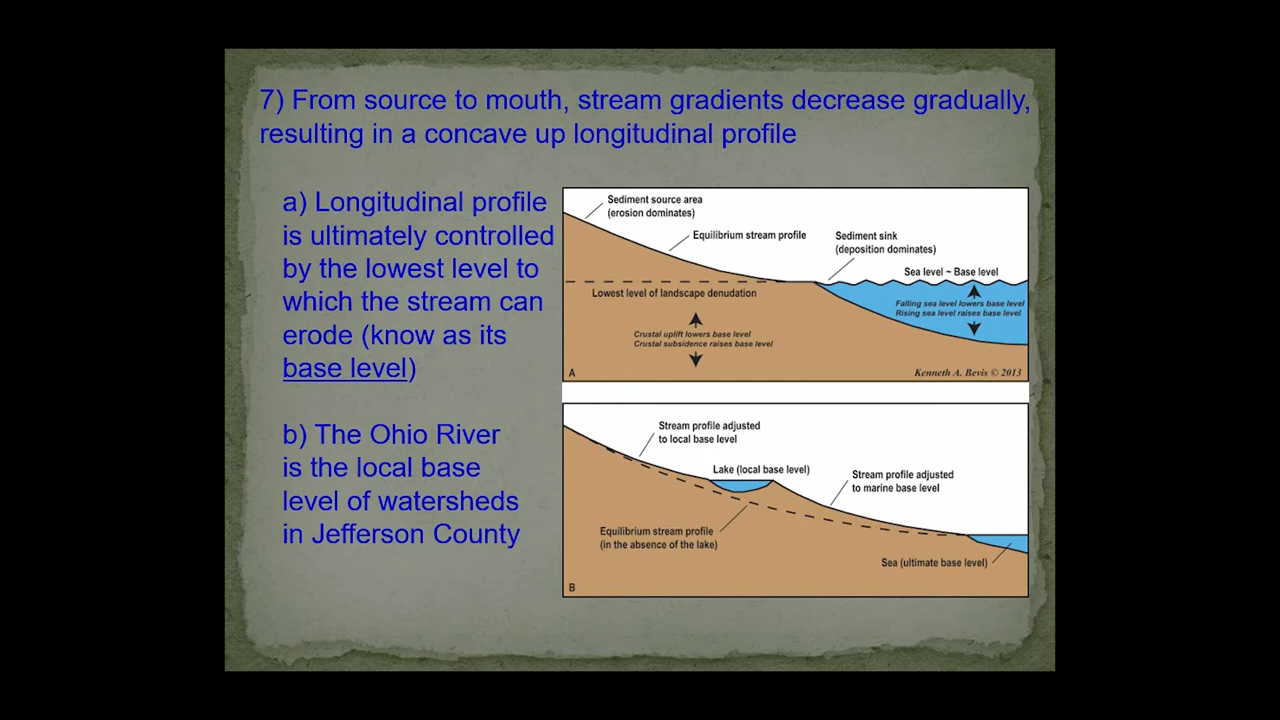 7) From source to mouth, stream gradients decrease gradually,
resulting in a concave up longitudinal profile
a) Longitudinal profile
is ultimately controlled
by the lowest level to
which the stream can
erode (know as its
base level)
b) The Ohio River
is the local base
level of watersheds
in Jefferson County
Sediment source area
(erosion dominates)
Equilibrium stream profile
Sediment sink
(deposition dominates)
Sea level ~ Base level
Lowest level of landscape denudation
Falling sea level lowers base level
Rising sea level raises base level
Crustal uplift lowers base level
Crustal subsidence raises base level
A
Kenneth A. Bevis © 2013
Stream profile adjusted
to local base level
Lake (local base level)
Stream profile adjusted
to marine base level
Equilibrium stream profile
(in the absence of the lake)
Sea (ultimate base level)
B